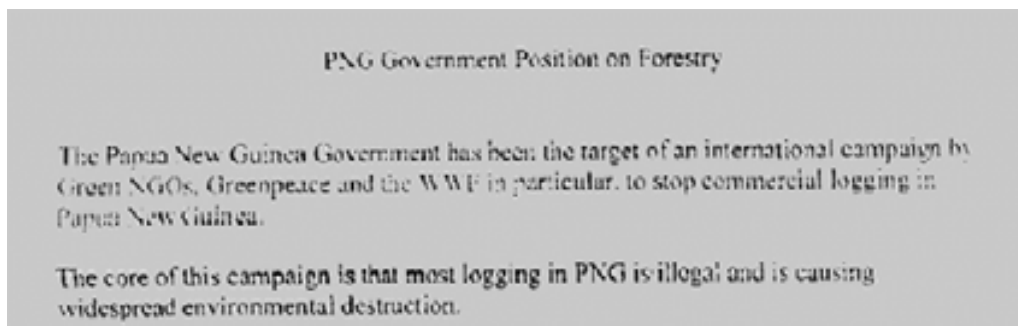 PNG Government Position on Forestry
The Papua New Guinea Government has been the target of an international campaign by
Green NGOs, Greenpeace and the WWF in particular, to stop commercial logging in
Papua New Guinea.
The core of this campaign is that most logging in PNG is illegal and is causing
widespread environmental destruction.